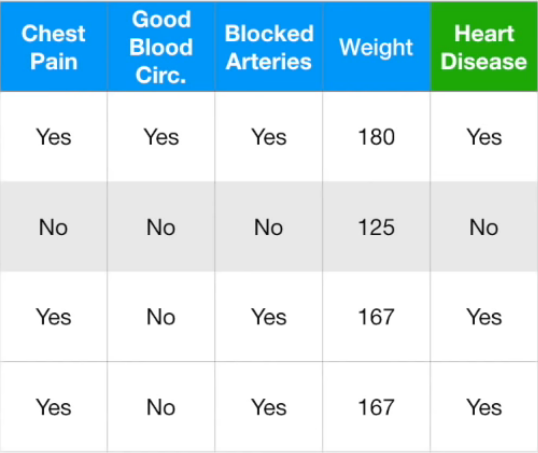 Chest Pain Good Blood Circ. Blocked Arteries Weight Heart Disease
Yes Yes Yes 180 Yes
No No No 125 No
Yes No Yes 167 Yes
Yes No Yes 167 Yes